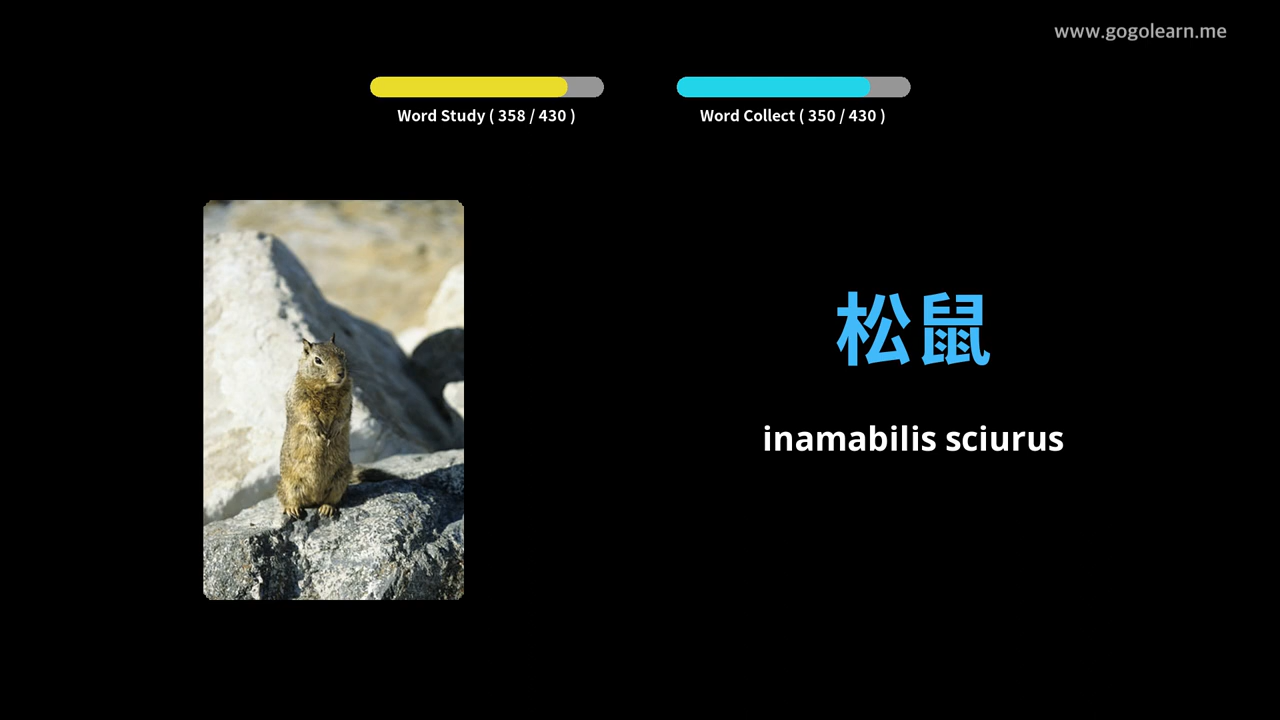 www.gogolearn.me
Word Study ( 358 / 430 )
Word Collect ( 350 / 430 )
松鼠
inamabilis sciurus